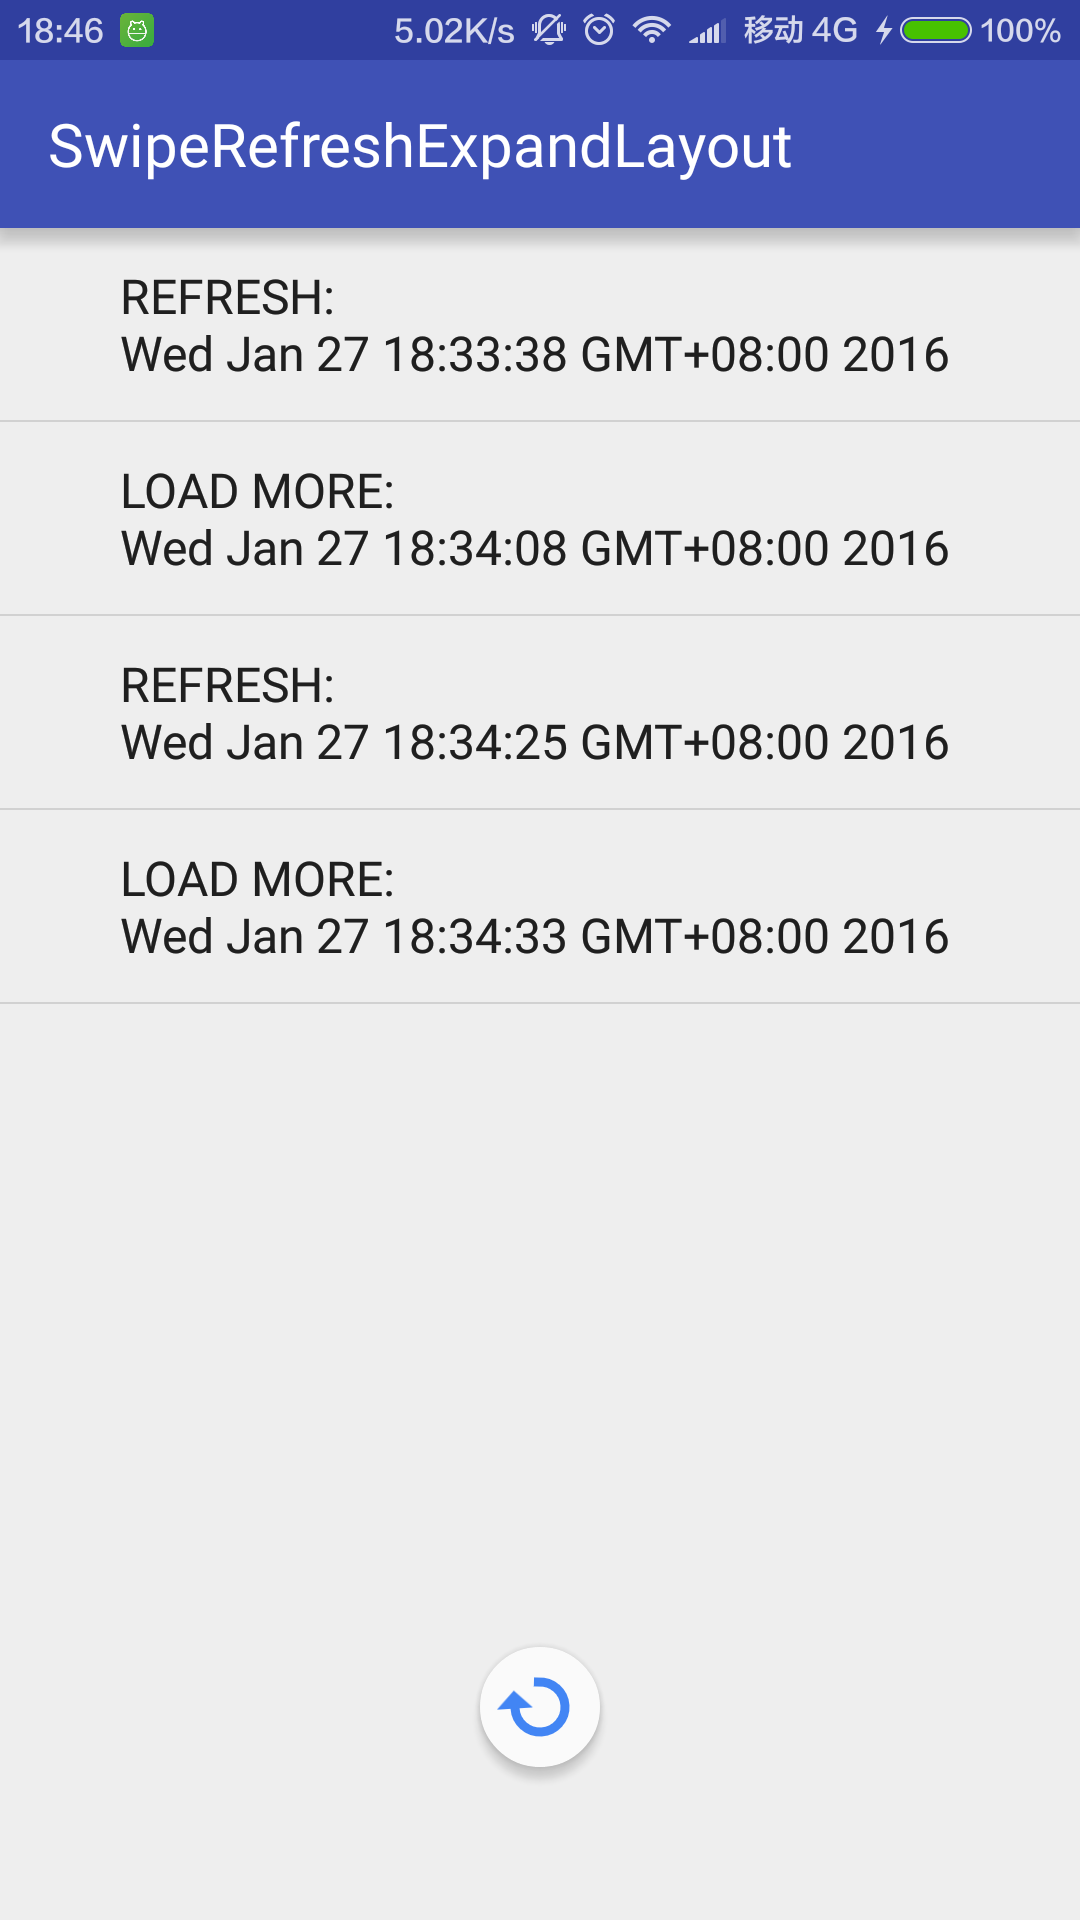 18:46 5.02K/s 移动 4G 100%
SwipeRefreshExpandLayout
REFRESH:
Wed Jan 27 18:33:38 GMT+08:00 2016
LOAD MORE:
Wed Jan 27 18:34:08 GMT+08:00 2016
REFRESH:
Wed Jan 27 18:34:25 GMT+08:00 2016
LOAD MORE:
Wed Jan 27 18:34:33 GMT+08:00 2016